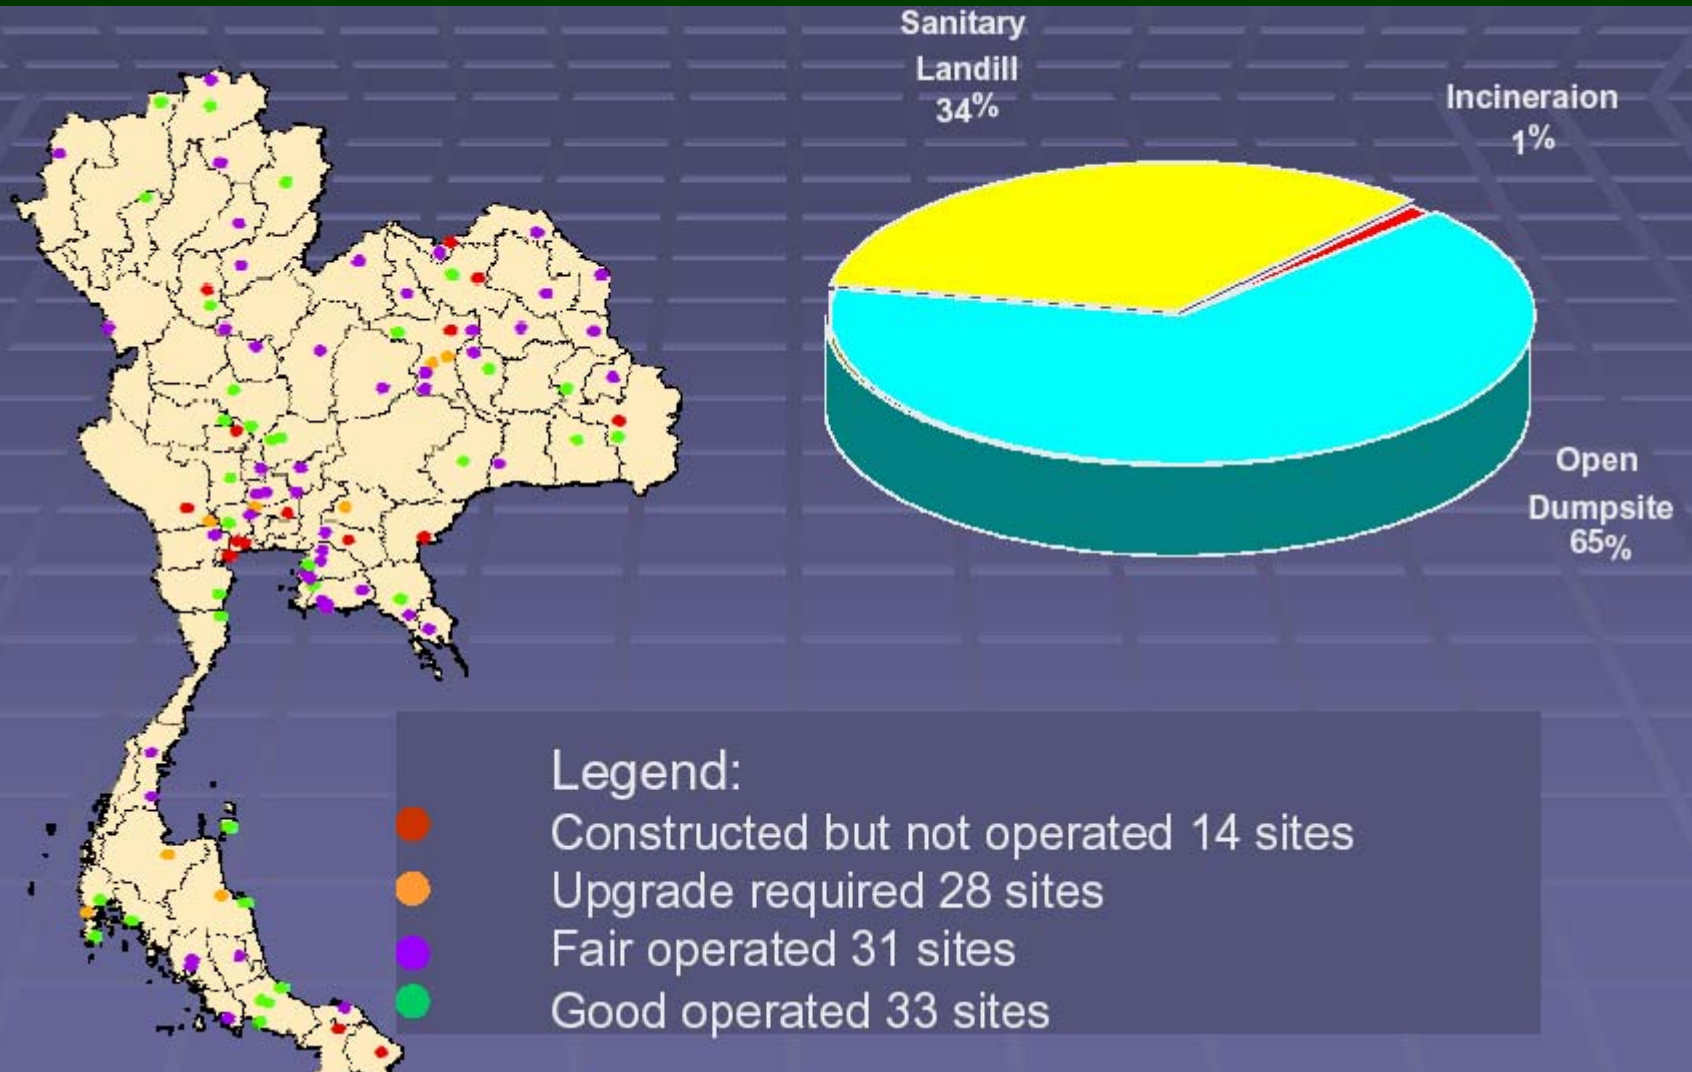 Sanitary
Landill
34%
Incineraion
1%
Open
Dumpsite
65%
Legend:
Constructed but not operated 14 sites
Upgrade required 28 sites
Fair operated 31 sites
Good operated 33 sites